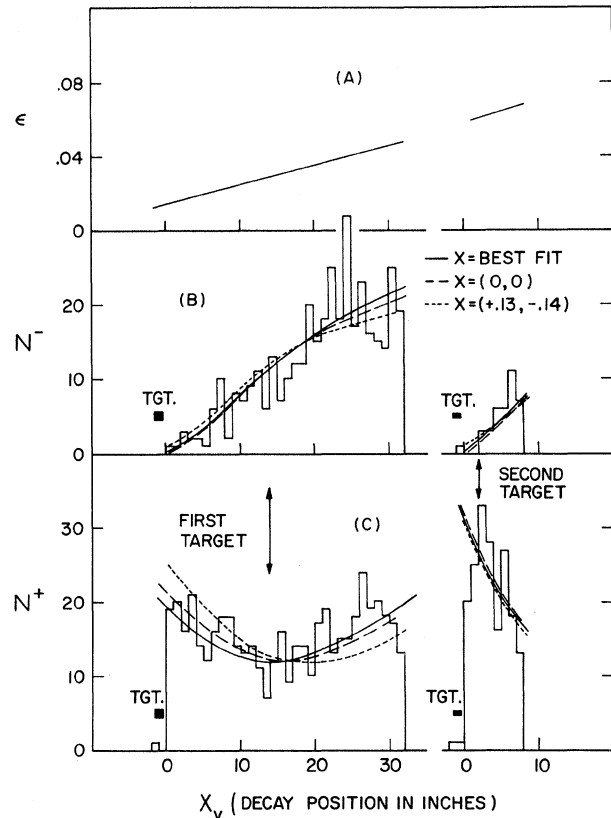 (A)
ϵ
.08
.04
0
(B)
X = BEST FIT
X = (0,0)
X = (+.13, -.14)
N⁻
20
10
0
TGT.
TGT.
FIRST
TARGET
(C)
SECOND
TARGET
N⁺
30
20
10
0
TGT.
TGT.
0 10 20 30 0 10
Xᵥ (DECAY POSITION IN INCHES)